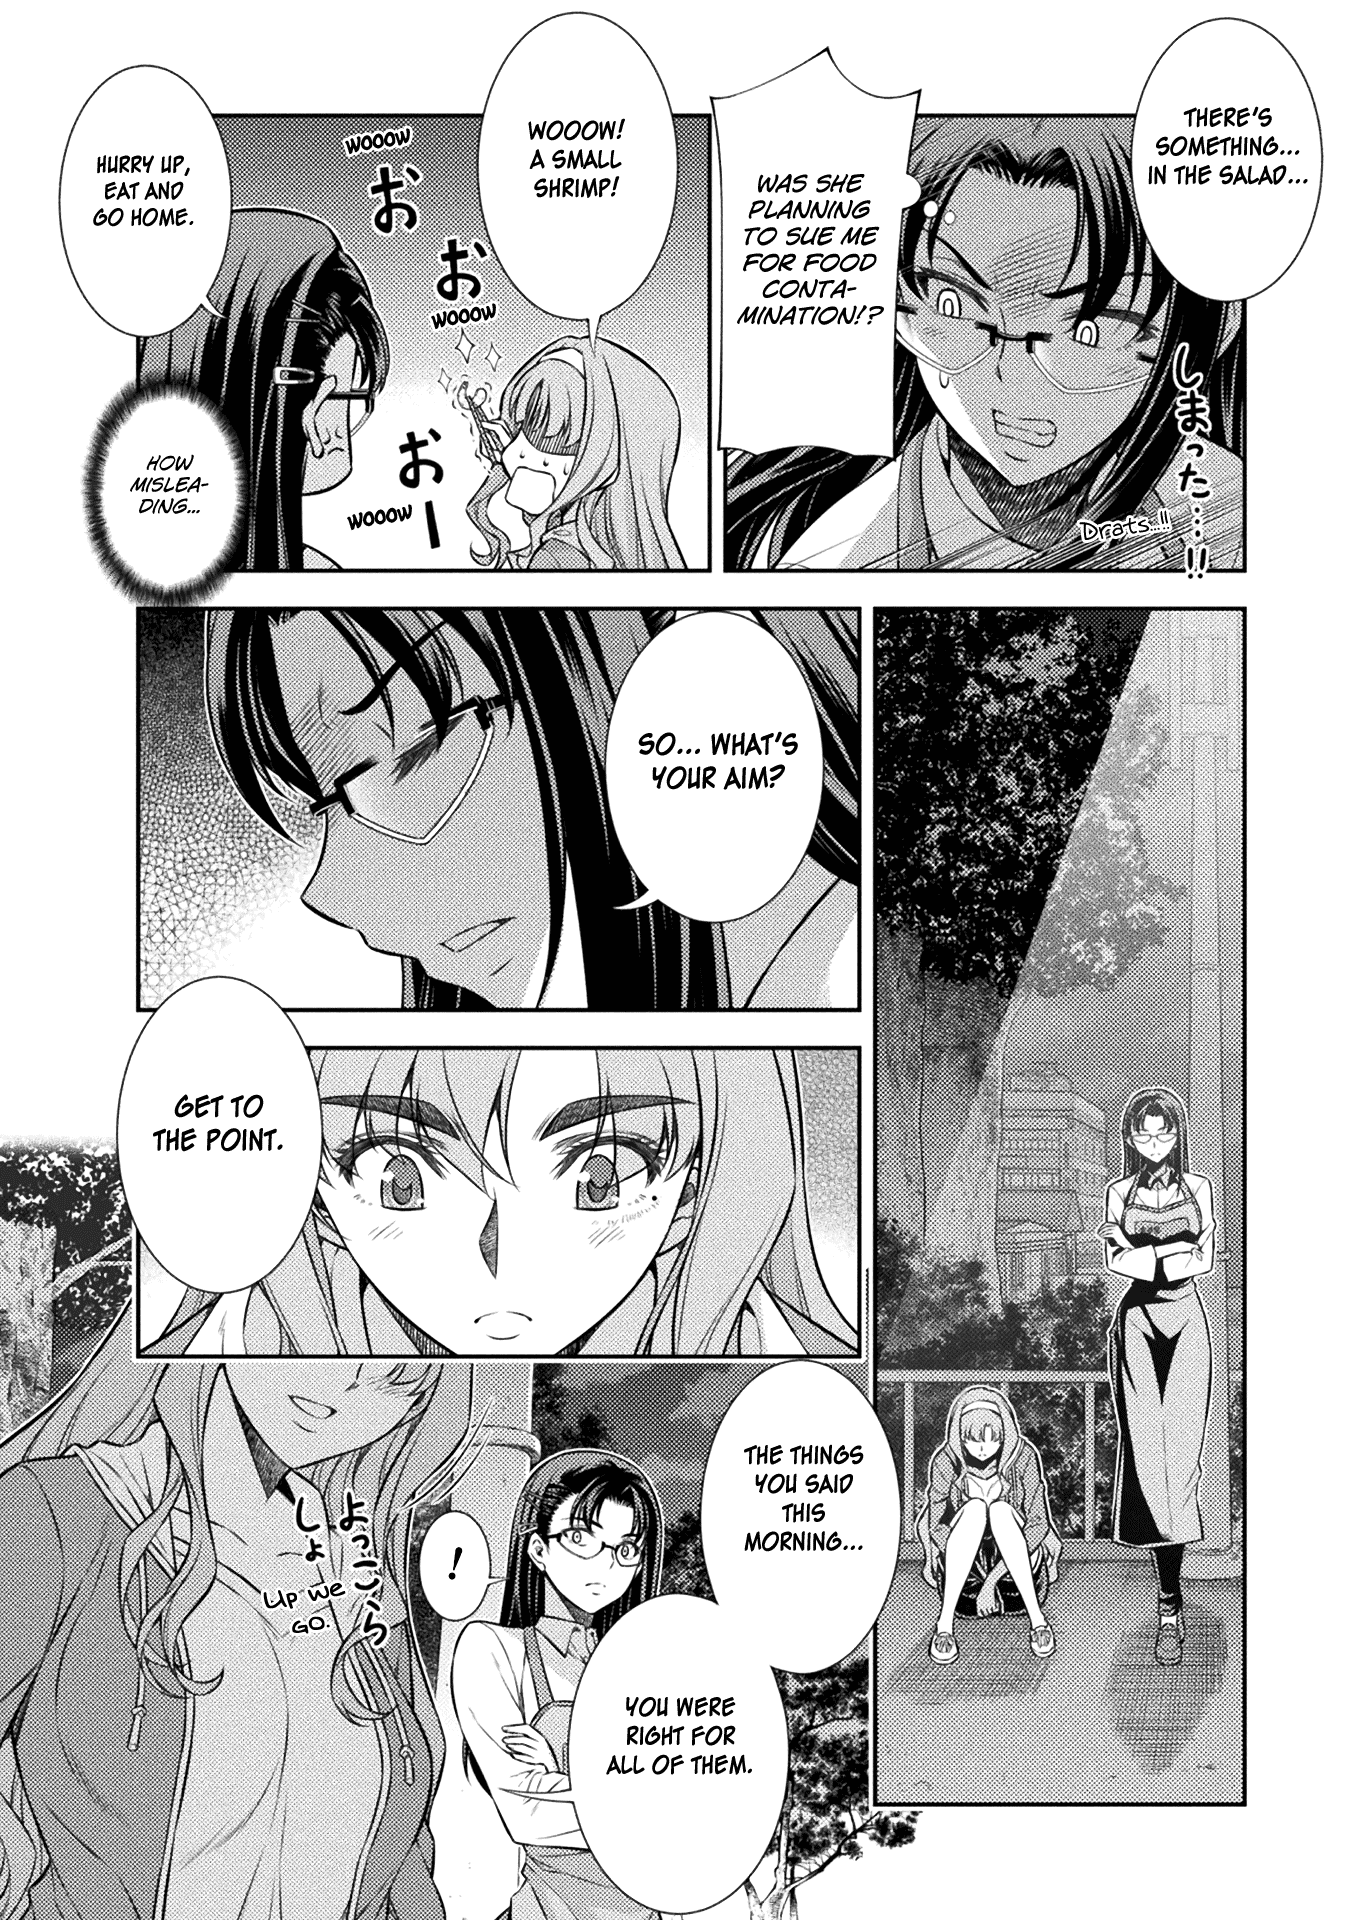 THERE'S
SOMETHING...
IN THE SALAD...
WAS SHE
PLANNING
TO SUE ME
FOR FOOD
CONTA-
MINATION!?
しまった……!!
Drats...!!
WOOOW!
A SMALL
SHRIMP!
WOOOW
お
お
WOOOW
おー
WOOOW
HURRY UP,
EAT AND
GO HOME.
HOW
MISLEA-
DING...
SO... WHAT'S
YOUR AIM?
GET TO
THE POINT.
THE THINGS
YOU SAID
THIS
MORNING...
!
YOU WERE
RIGHT FOR
ALL OF THEM.
よっこら
しょ
Up we
GO.